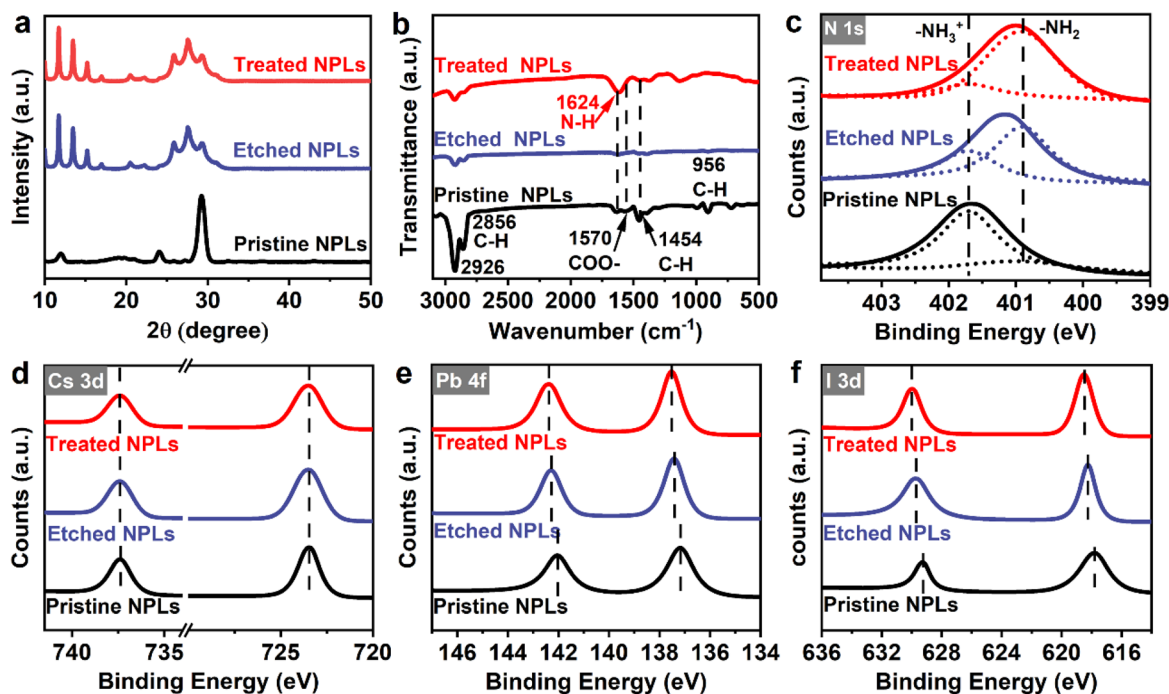 a
Treated NPLs
Etched NPLs
Pristine NPLs
Intensity (a.u.)
10 20 30 40 50
2θ (degree)
b
Treated NPLs
1624
N-H
Etched NPLs
956
C-H
Pristine NPLs
2856
C-H
2926
1570
COO-
1454
C-H
Transmittance (a.u.)
3000 2500 2000 1500 1000 500
Wavenumber (cm⁻¹)
c
N 1s
-NH₃⁺
-NH₂
Treated NPLs
Etched NPLs
Pristine NPLs
Counts (a.u.)
403 402 401 400 399
Binding Energy (eV)
d
Cs 3d
Treated NPLs
Etched NPLs
Pristine NPLs
Counts (a.u.)
740 735 725 720
Binding Energy (eV)
e
Pb 4f
Treated NPLs
Etched NPLs
Pristine NPLs
Counts (a.u.)
146 144 142 140 138 136 134
Binding Energy (eV)
f
I 3d
Treated NPLs
Etched NPLs
Pristine NPLs
counts (a.u.)
636 632 628 624 620 616
Binding Energy (eV)